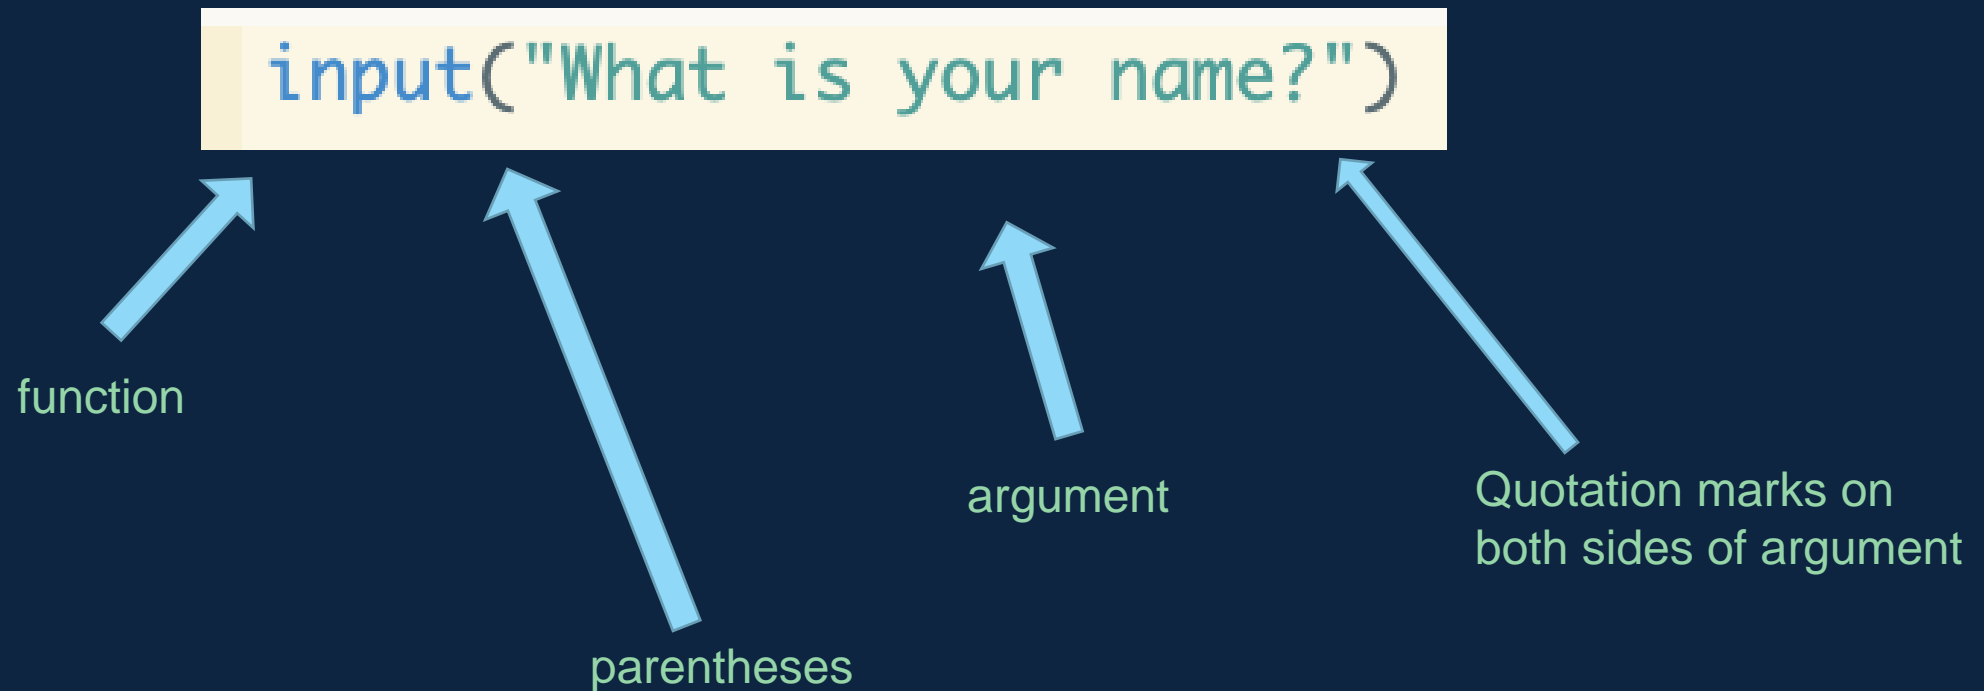 input("What is your name?")
function
argument
Quotation marks on
both sides of argument
parentheses